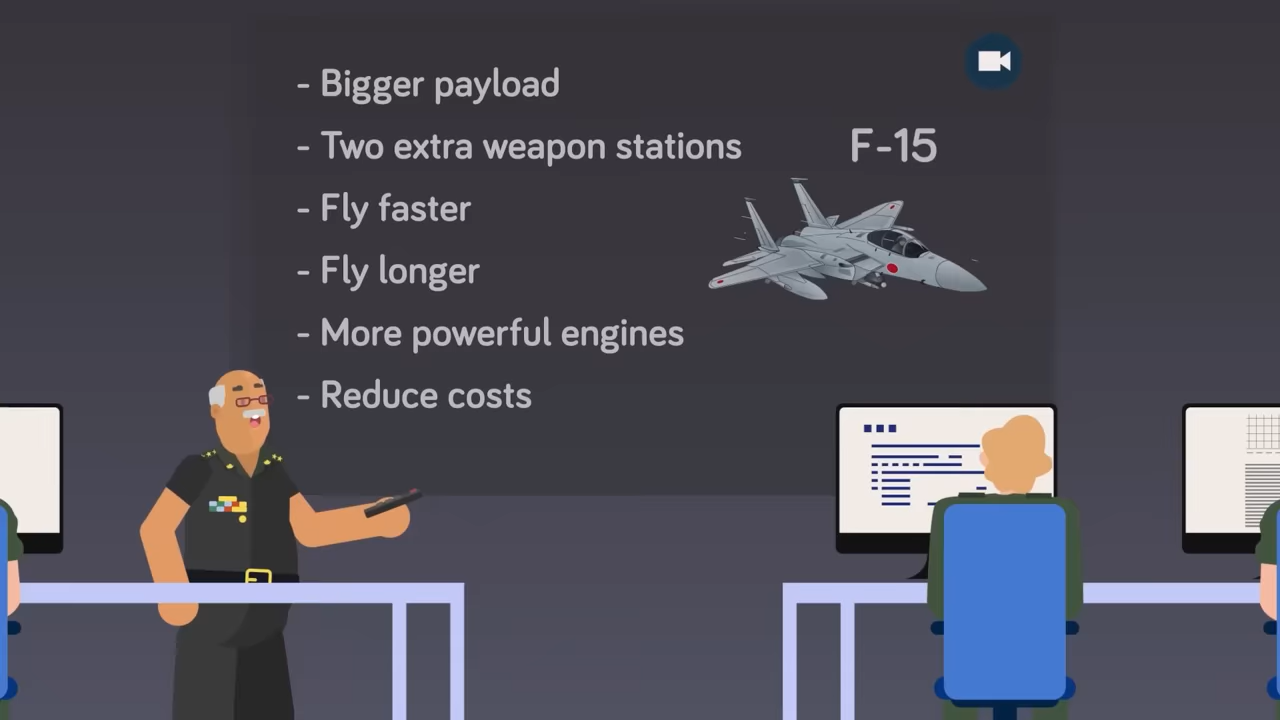 - Bigger payload
- Two extra weapon stations
F-15
- Fly faster
- Fly longer
- More powerful engines
- Reduce costs